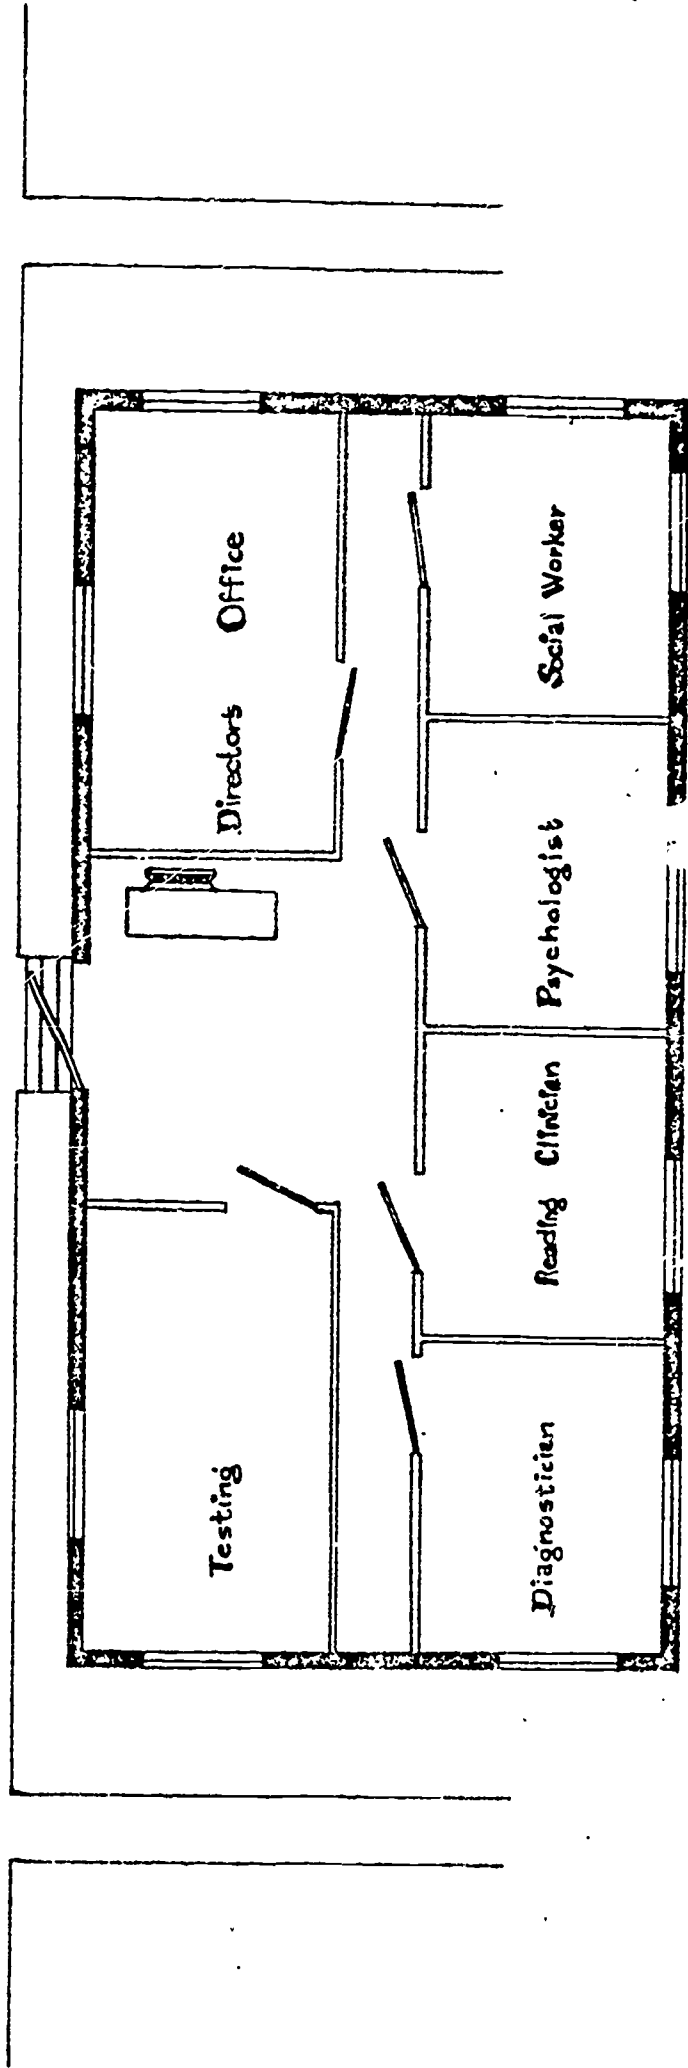 Testing
Directors Office
Diagnostician
Reading Clinician
Psychologist
Social Worker